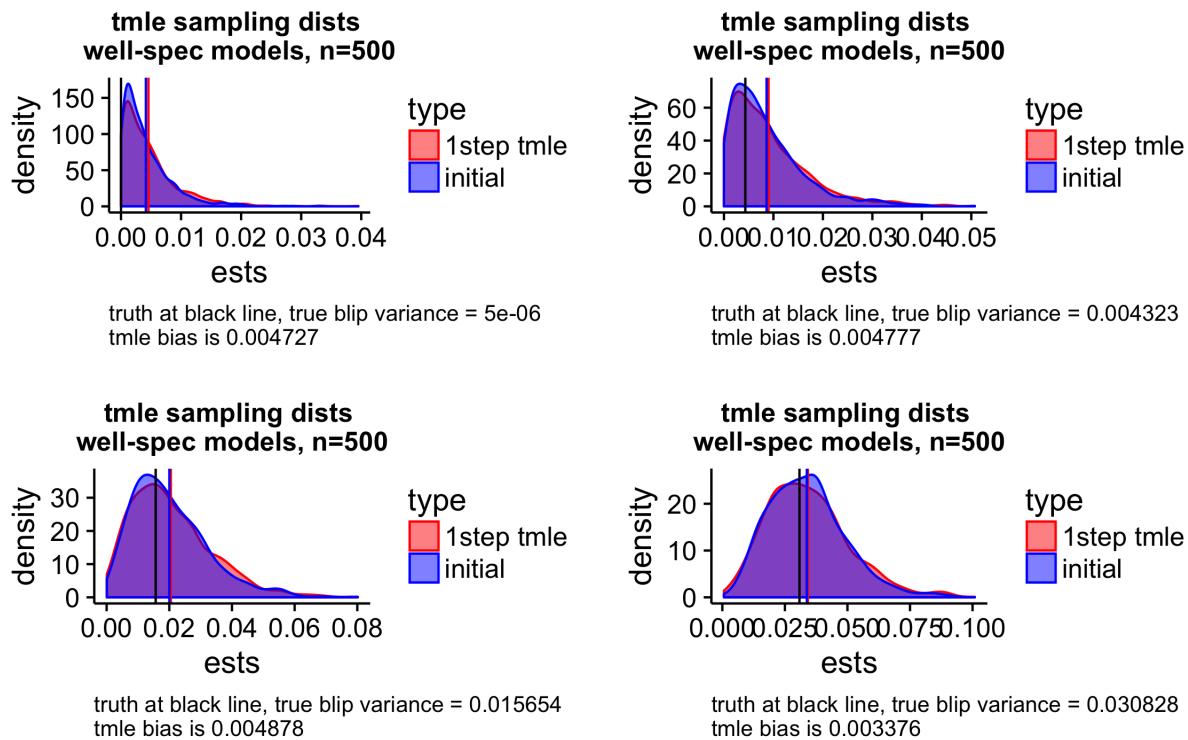 tmle sampling dists
well-spec models, n=500
density
150
100
50
0
0.00 0.01 0.02 0.03 0.04
ests
type
1step tmle
initial
truth at black line, true blip variance = 5e-06
tmle bias is 0.004727
tmle sampling dists
well-spec models, n=500
density
60
40
20
0
0.00 0.01 0.02 0.03 0.04 0.05
ests
type
1step tmle
initial
truth at black line, true blip variance = 0.004323
tmle bias is 0.004777
tmle sampling dists
well-spec models, n=500
density
30
20
10
0
0.00 0.02 0.04 0.06 0.08
ests
type
1step tmle
initial
truth at black line, true blip variance = 0.015654
tmle bias is 0.004878
tmle sampling dists
well-spec models, n=500
density
20
10
0
0.000 0.025 0.050 0.075 0.100
ests
type
1step tmle
initial
truth at black line, true blip variance = 0.030828
tmle bias is 0.003376